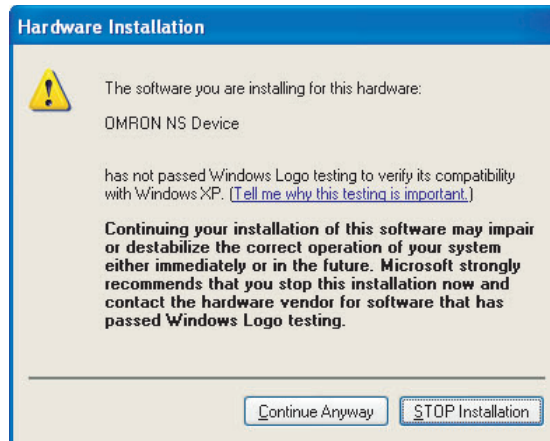 Hardware Installation
The software you are installing for this hardware:
OMRON NS Device
has not passed Windows Logo testing to verify its compatibility
with Windows XP. (Tell me why this testing is important.)
Continuing your installation of this software may impair
or destabilize the correct operation of your system
either immediately or in the future. Microsoft strongly
recommends that you stop this installation now and
contact the hardware vendor for software that has
passed Windows Logo testing.
Continue Anyway
STOP Installation